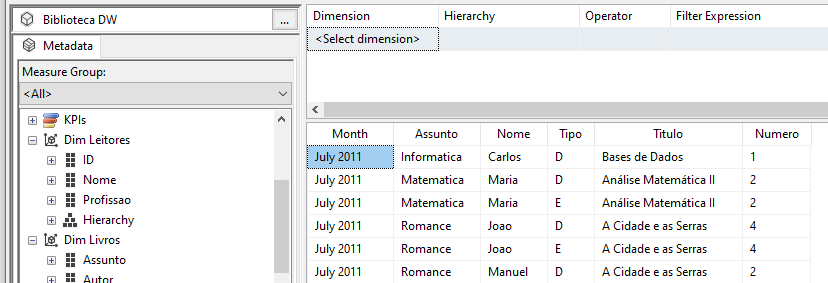 Biblioteca DW ...
Metadata
Measure Group:
<All>
KPIs
Dim Leitores
ID
Nome
Profissao
Hierarchy
Dim Livros
Assunto
Autor
Dimension Hierarchy Operator Filter Expression
<Select dimension>
Month Assunto Nome Tipo Titulo Numero
July 2011 Informatica Carlos D Bases de Dados 1
July 2011 Matematica Maria D Análise Matemática II 2
July 2011 Matematica Maria E Análise Matemática II 2
July 2011 Romance Joao D A Cidade e as Serras 4
July 2011 Romance Joao E A Cidade e as Serras 4
July 2011 Romance Manuel D A Cidade e as Serras 2